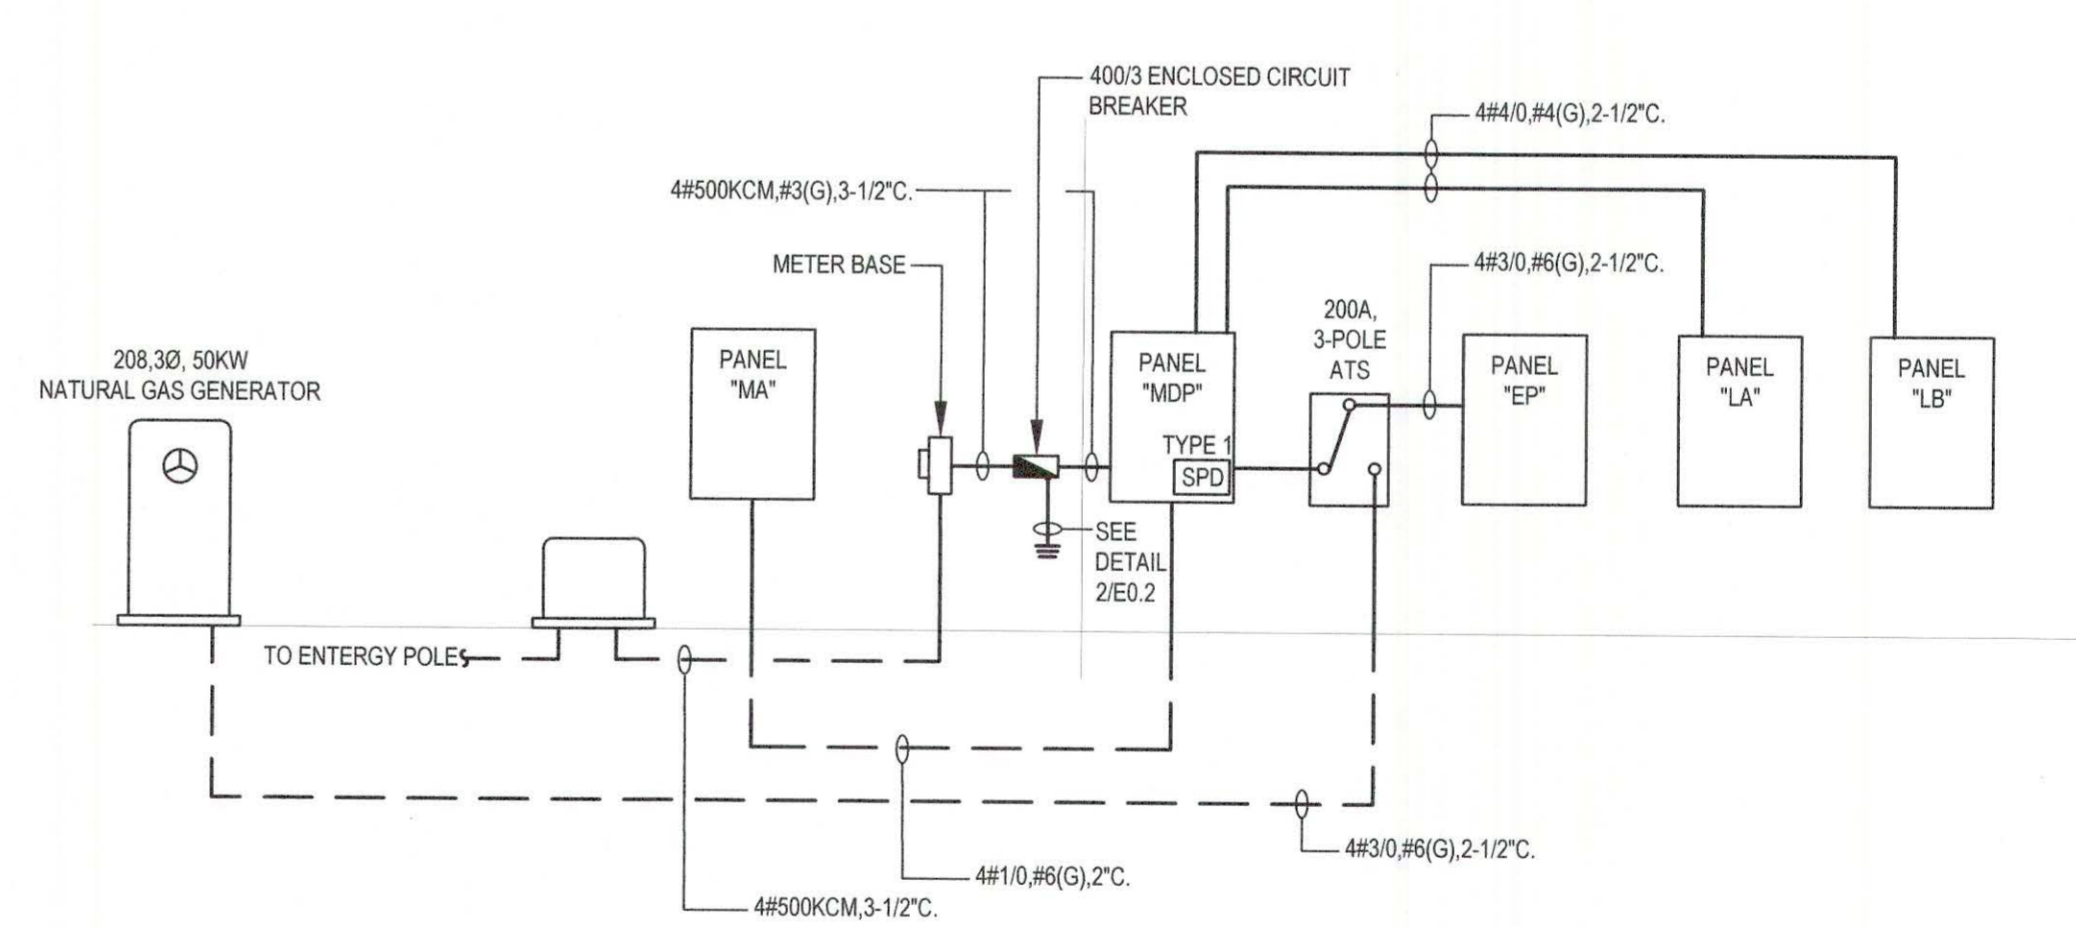 400/3 ENCLOSED CIRCUIT
BREAKER
4#4/0,#4(G),2-1/2"C.
4#500KCM,#3(G),3-1/2"C.
METER BASE
4#3/0,#6(G),2-1/2"C.
200A,
3-POLE
ATS
208,3Ø, 50KW
NATURAL GAS GENERATOR
PANEL
"MA"
PANEL
"MDP"
TYPE 1
SPD
PANEL
"EP"
PANEL
"LA"
PANEL
"LB"
SEE
DETAIL
2/E0.2
TO ENTERGY POLE
4#3/0,#6(G),2-1/2"C.
4#1/0,#6(G),2"C.
4#500KCM,3-1/2"C.